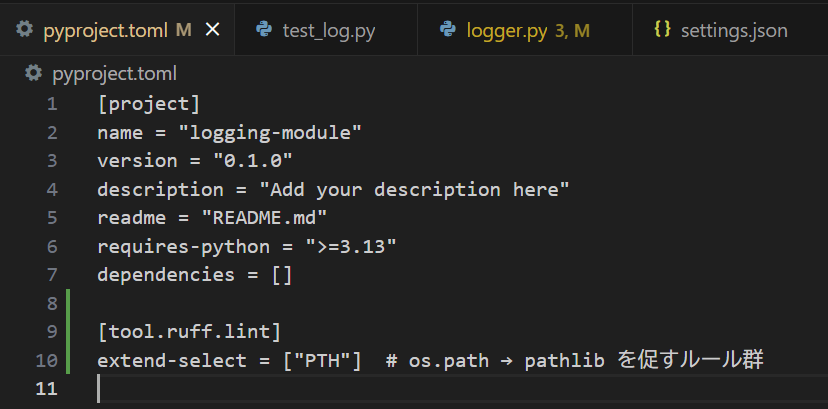 pyproject.toml M ✕ test_log.py logger.py 3, M {} settings.json
pyproject.toml
1 [project]
2 name = "logging-module"
3 version = "0.1.0"
4 description = "Add your description here"
5 readme = "README.md"
6 requires-python = ">=3.13"
7 dependencies = []
8
9 [tool.ruff.lint]
10 extend-select = ["PTH"]  # os.path → pathlib を促すルール群
11